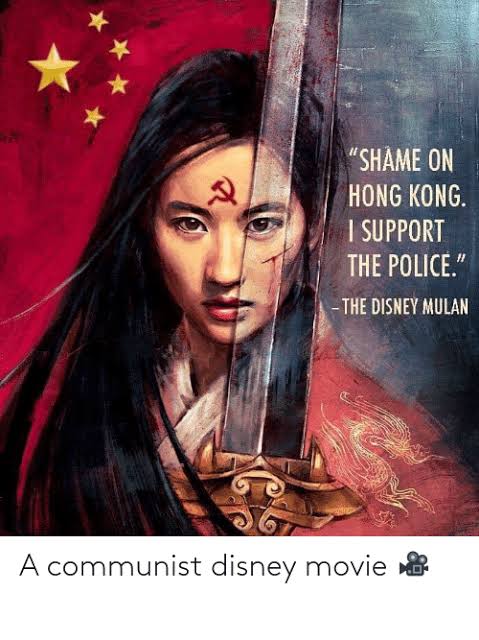 “SHAME ON
HONG KONG.
I SUPPORT
THE POLICE.”
- THE DISNEY MULAN
A communist disney movie 🎥